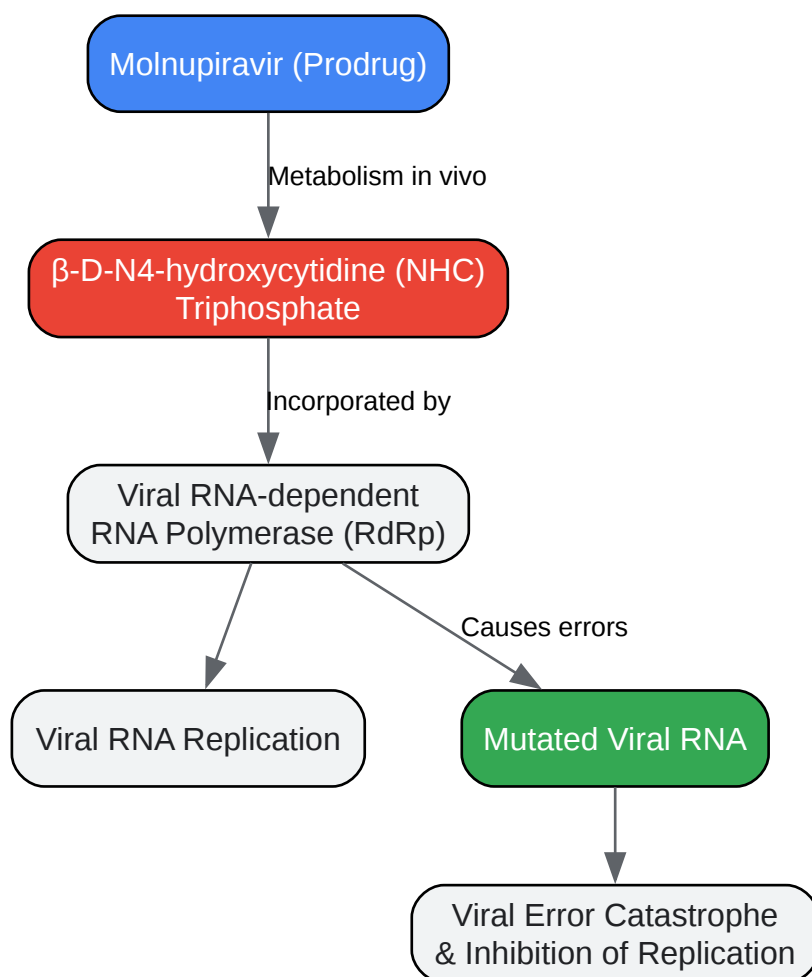 Molnupiravir (Prodrug)
Metabolism in vivo
β-D-N4-hydroxycytidine (NHC)
Triphosphate
Incorporated by
Viral RNA-dependent
RNA Polymerase (RdRp)
Causes errors
Viral RNA Replication
Mutated Viral RNA
Viral Error Catastrophe
& Inhibition of Replication